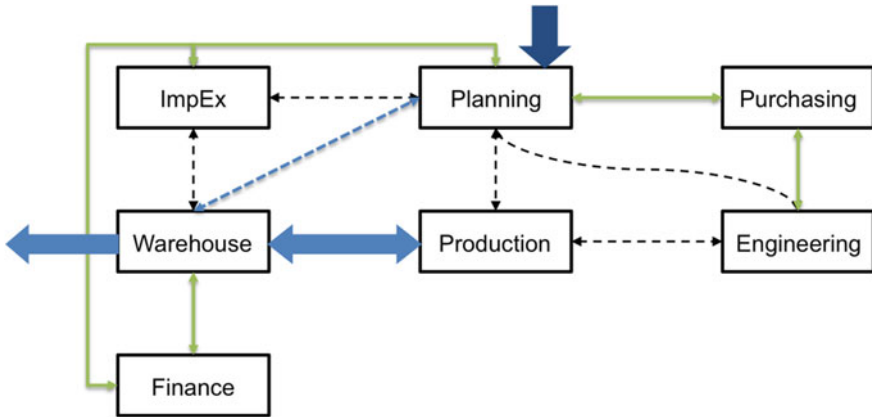 ImpEx
Planning
Purchasing
Warehouse
Production
Engineering
Finance